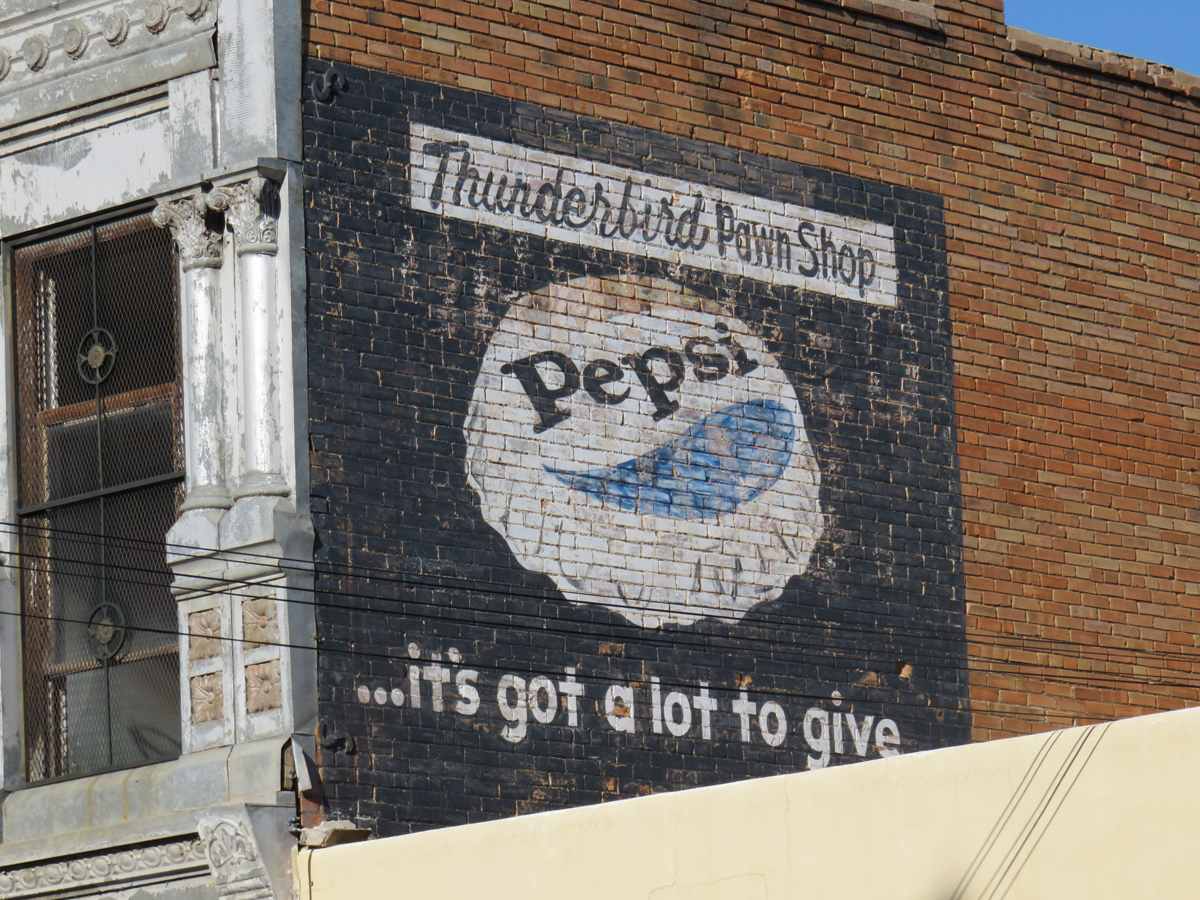 Thunderbird Pawn Shop
Pepsi
...it's got a lot to give